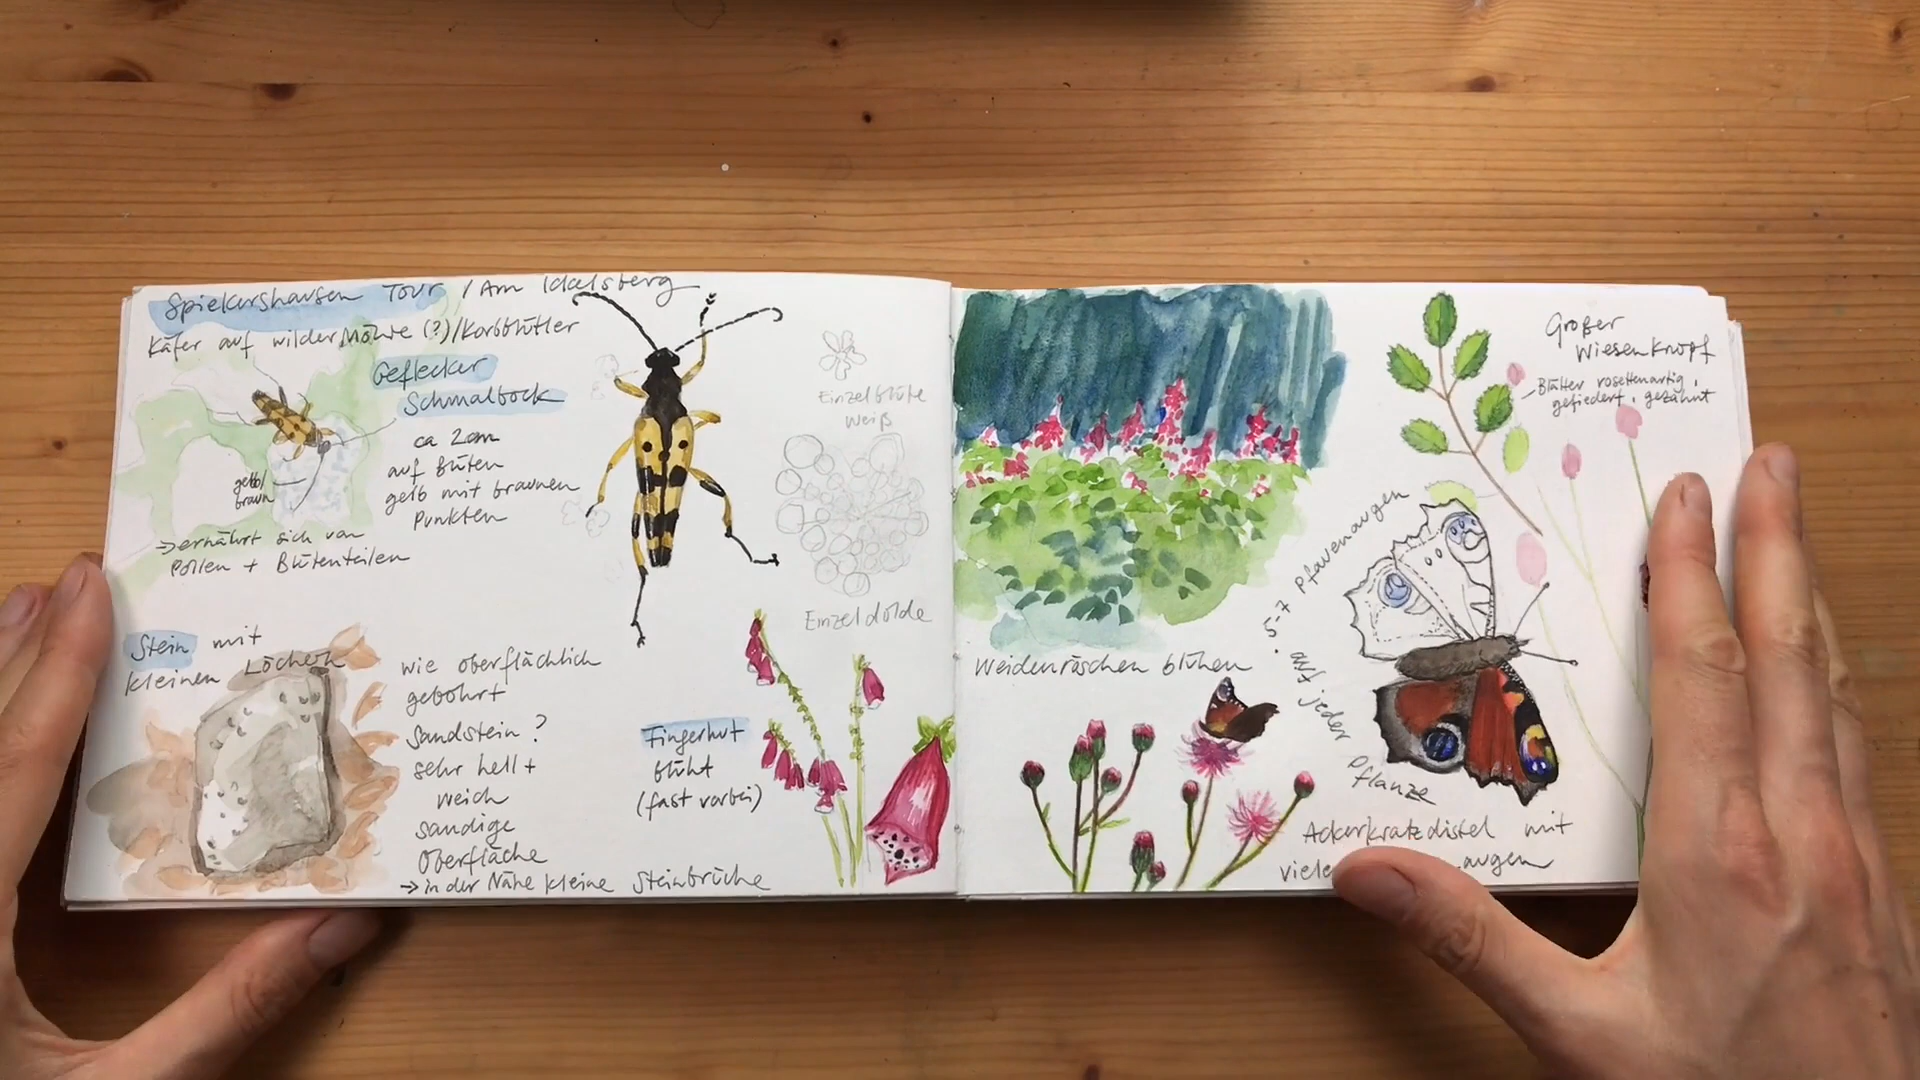 Spiekershausen Tour / Am Ickelsberg
Käfer auf wilder Möhre (?)/Korbblütler
Geflecker
Schmalbock
ca 2cm
auf Blüten
gelb mit braunen
Punkten
gelb/
braun
→ ernährt sich von
Pollen + Blütenteilen
Einzelblüte
weiß
Einzeldolde
Stein mit
kleinen Löchern
wie oberflächlich
gebohrt
Sandstein?
sehr hell +
weich
sandige
Oberfläche
→ in der Nähe kleine Steinbrüche
Fingerhut
blüht
(fast vorbei)
Weidenröschen blühen
Großer
Wiesenknopf
Blätter rosettenartig,
gefiedert, gezähnt
5-7 Pfauenaugen
auf jeder
Pflanze
Ackerkratzdistel mit
viele augen